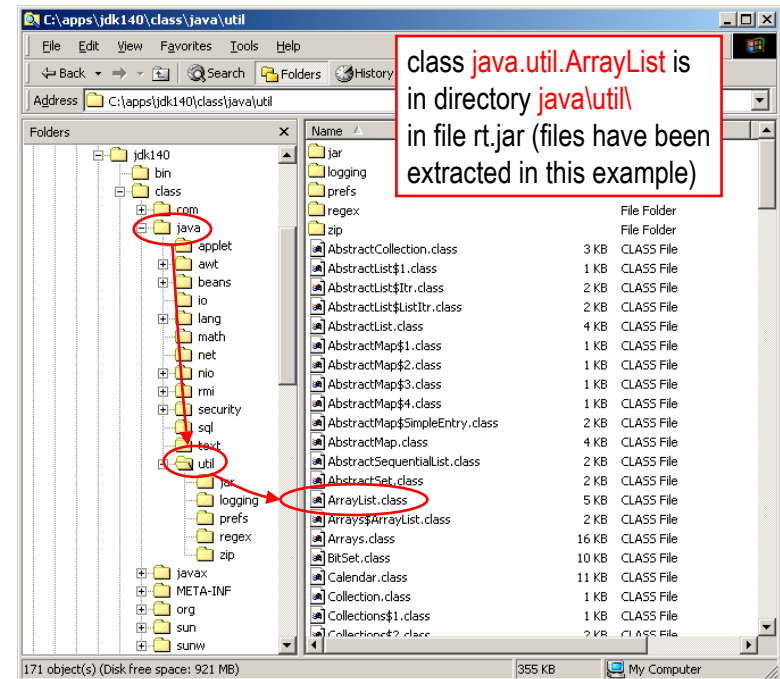 C:\apps\jdk140\class\java\util
File Edit View Favorites Tools Help
Back Search Folders History
Address C:\apps\jdk140\class\java\util
class java.util.ArrayList is
in directory java\util\
in file rt.jar (files have been
extracted in this example)
Folders
jdk140
bin
class
com
java
applet
awt
beans
io
lang
math
net
nio
rmi
security
sql
text
util
jar
logging
prefs
regex
zip
javax
META-INF
org
sun
sunw
Name
jar
logging
prefs
regex File Folder
zip File Folder
AbstractCollection.class 3 KB CLASS File
AbstractList$1.class 1 KB CLASS File
AbstractList$Itr.class 2 KB CLASS File
AbstractList$ListItr.class 2 KB CLASS File
AbstractList.class 4 KB CLASS File
AbstractMap$1.class 1 KB CLASS File
AbstractMap$2.class 1 KB CLASS File
AbstractMap$3.class 1 KB CLASS File
AbstractMap$4.class 1 KB CLASS File
AbstractMap$SimpleEntry.class 2 KB CLASS File
AbstractMap.class 4 KB CLASS File
AbstractSequentialList.class 2 KB CLASS File
AbstractSet.class 2 KB CLASS File
ArrayList.class 5 KB CLASS File
Arrays$ArrayList.class 2 KB CLASS File
Arrays.class 16 KB CLASS File
BitSet.class 10 KB CLASS File
Calendar.class 11 KB CLASS File
Collection.class 1 KB CLASS File
Collections$1.class 1 KB CLASS File
Collections$2.class 2 KB CLASS File
171 object(s) (Disk free space: 921 MB) 355 KB My Computer